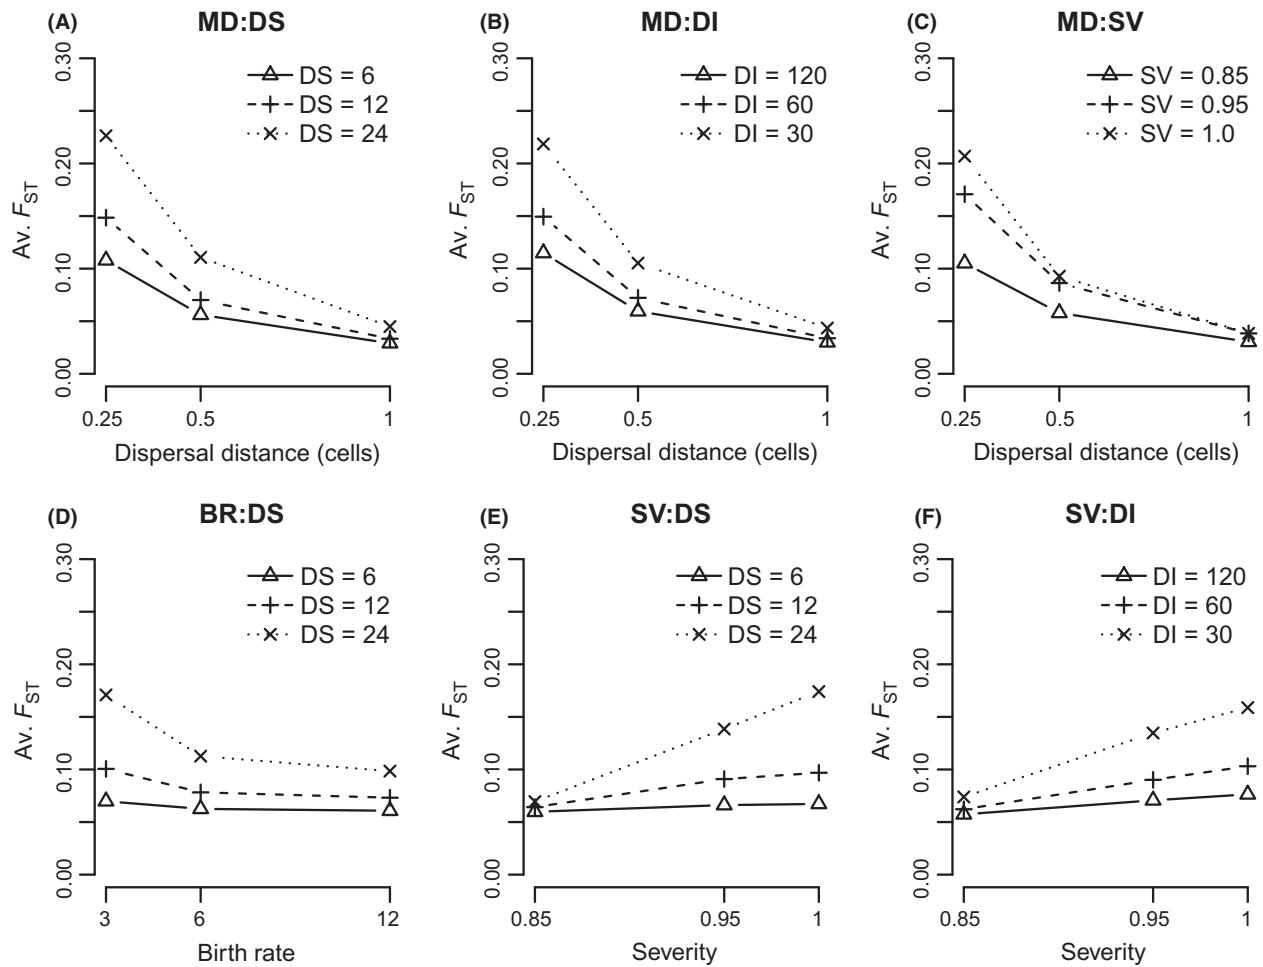 (A) MD:DS
0.30
0.20
0.10
0.00
Av. FST
DS = 6
DS = 12
DS = 24
0.25 0.5 1
Dispersal distance (cells)
(B) MD:DI
0.30
0.20
0.10
0.00
Av. FST
DI = 120
DI = 60
DI = 30
0.25 0.5 1
Dispersal distance (cells)
(C) MD:SV
0.30
0.20
0.10
0.00
Av. FST
SV = 0.85
SV = 0.95
SV = 1.0
0.25 0.5 1
Dispersal distance (cells)
(D) BR:DS
0.30
0.20
0.10
0.00
Av. FST
DS = 6
DS = 12
DS = 24
3 6 12
Birth rate
(E) SV:DS
0.30
0.20
0.10
0.00
Av. FST
DS = 6
DS = 12
DS = 24
0.85 0.95 1
Severity
(F) SV:DI
0.30
0.20
0.10
0.00
Av. FST
DI = 120
DI = 60
DI = 30
0.85 0.95 1
Severity